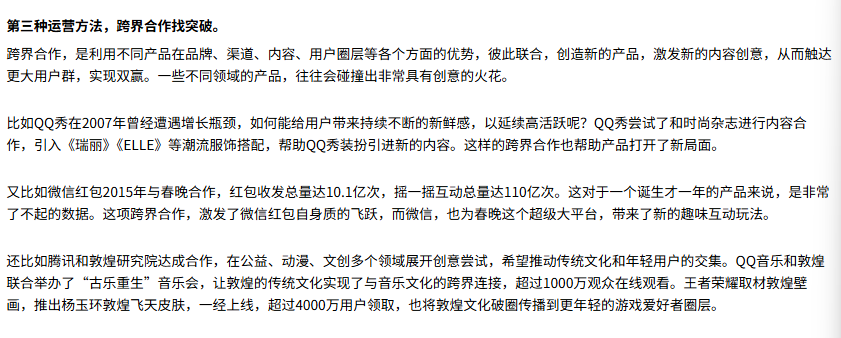 第三种运营方法，跨界合作找突破。
跨界合作，是利用不同产品在品牌、渠道、内容、用户圈层等各个方面的优势，彼此联合，创造新的产品，激发新的内容创意，从而触达
更大用户群，实现双赢。一些不同领域的产品，往往会碰撞出非常具有创意的火花。
比如QQ秀在2007年曾经遭遇增长瓶颈，如何能给用户带来持续不断的新鲜感，以延续高活跃呢？QQ秀尝试了和时尚杂志进行内容合
作，引入《瑞丽》《ELLE》等潮流服饰搭配，帮助QQ秀装扮引进新的内容。这样的跨界合作也帮助产品打开了新局面。
又比如微信红包2015年与春晚合作，红包收发总量达10.1亿次，摇一摇互动总量达110亿次。这对于一个诞生才一年的产品来说，是非常
了不起的数据。这项跨界合作，激发了微信红包自身质的飞跃，而微信，也为春晚这个超级大平台，带来了新的趣味互动玩法。
还比如腾讯和敦煌研究院达成合作，在公益、动漫、文创多个领域展开创意尝试，希望推动传统文化和年轻用户的交集。QQ音乐和敦煌
联合举办了“古乐重生”音乐会，让敦煌的传统文化实现了与音乐文化的跨界连接，超过1000万观众在线观看。王者荣耀取材敦煌壁
画，推出杨玉环敦煌飞天皮肤，一经上线，超过4000万用户领取，也将敦煌文化破圈传播到更年轻的游戏爱好者圈层。